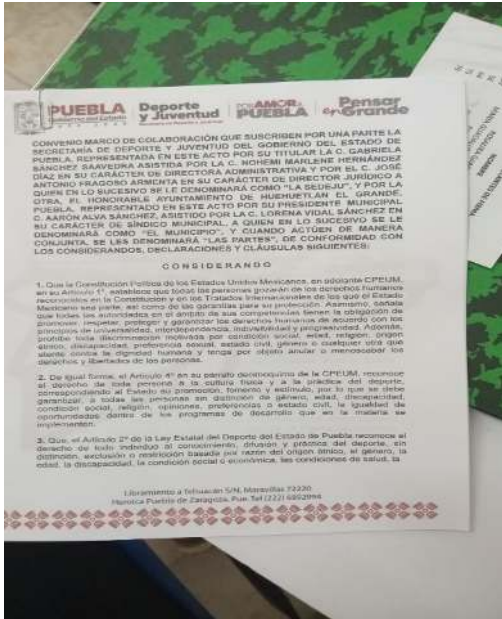 PUEBLA Gobierno del Estado
Deporte y Juventud
POR AMOR A PUEBLA
Pensar en Grande
CONVENIO MARCO DE COLABORACIÓN QUE SUSCRIBEN POR UNA PARTE LA
SECRETARÍA DE DEPORTE Y JUVENTUD DEL GOBIERNO DEL ESTADO DE
PUEBLA, REPRESENTADA EN ESTE ACTO POR SU TITULAR LA C. GABRIELA
SÁNCHEZ SAAVEDRA ASISTIDA POR LA C. NOHEMI MARLENE HERNÁNDEZ
DÍAZ EN SU CARÁCTER DE DIRECTORA ADMINISTRATIVA Y POR EL C. JOSÉ
ANTONIO FRAGOSO ARMENTA EN SU CARÁCTER DE DIRECTOR JURÍDICO A
QUIEN EN LO SUCESIVO SE LE DENOMINARÁ COMO "LA SEDEJU", Y POR LA
OTRA, EL HONORABLE AYUNTAMIENTO DE HUEHUETLÁN EL GRANDE,
PUEBLA, REPRESENTADO EN ESTE ACTO POR SU PRESIDENTE MUNICIPAL
C. AARÓN ALVA SÁNCHEZ, ASISTIDO POR LA C. LORENA VIDAL SÁNCHEZ EN
SU CARÁCTER DE SÍNDICO MUNICIPAL, A QUIEN EN LO SUCESIVO SE LE
DENOMINARÁ COMO "EL MUNICIPIO", Y CUANDO ACTÚEN DE MANERA
CONJUNTA, SE LES DENOMINARÁ "LAS PARTES", DE CONFORMIDAD CON
LOS CONSIDERANDOS, DECLARACIONES Y CLÁUSULAS SIGUIENTES:
CONSIDERANDO
1. Que la Constitución Política de los Estados Unidos Mexicanos, en adelante CPEUM,
en su Artículo 1°, establece que todas las personas gozarán de los derechos humanos
reconocidos en la Constitución y en los Tratados Internacionales de los que el Estado
Mexicano sea parte, así como de las garantías para su protección. Asimismo, señala
que todas las autoridades en el ámbito de sus competencias tienen la obligación de
promover, respetar, proteger y garantizar los derechos humanos de acuerdo con los
principios de universalidad, interdependencia, indivisibilidad y progresividad. Además,
prohíbe toda discriminación motivada por condición social, edad, religión, origen
étnico, discapacidad, preferencia sexual, estado civil, género o cualquier otra que
atente contra la dignidad humana y tenga por objeto anular o menoscabar los
derechos y libertades de las personas.
2. De igual forma, el Artículo 4° en su párrafo decimoquinto de la CPEUM, reconoce
el derecho de toda persona a la cultura física y a la práctica del deporte,
correspondiendo al Estado su promoción, fomento y estímulo, por lo que se debe
garantizar, a todas las personas sin distinción de género, edad, discapacidad,
condición social, religión, opiniones, preferencias o estado civil, la igualdad de
oportunidades dentro de los programas de desarrollo que en la materia se
implementen.
3. Que, el Artículo 2° de la Ley Estatal del Deporte del Estado de Puebla reconoce el
derecho de todo individuo al conocimiento, difusión y práctica del deporte, sin
distinción, exclusión o restricción basada por razón del origen étnico, el género, la
edad, la discapacidad, la condición social o económica, las condiciones de salud, la
Libramiento a Tehuacán S/N, Maravillas 72220
Heroica Puebla de Zaragoza, Pue. Tel (222) 6852994